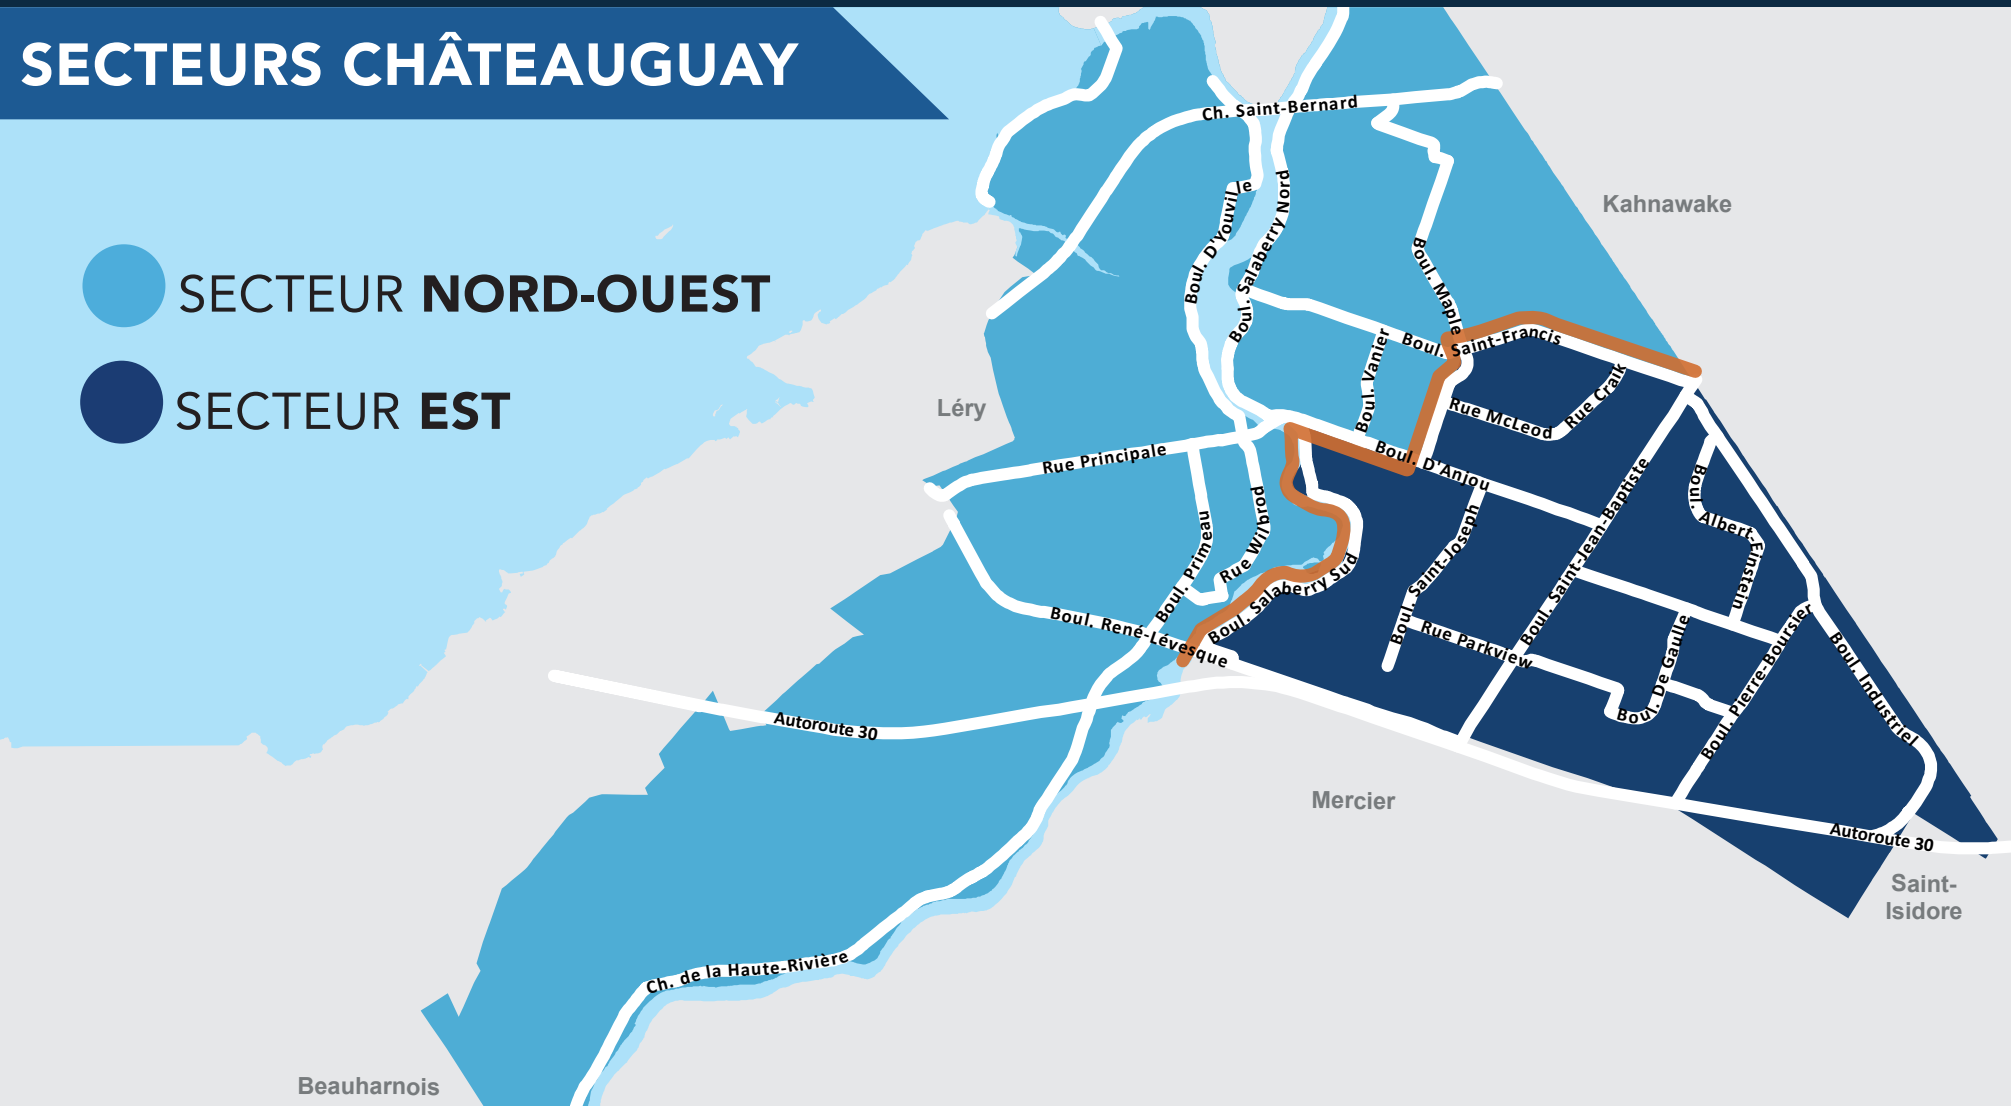 SECTEURS CHÂTEAUGUAY
SECTEUR NORD-OUEST
SECTEUR EST
Ch. Saint-Bernard
Kahnawake
Boul. D'Youville
Boul. Salaberry Nord
Boul. Maple
Boul. Saint-Francis
Boul. Vanier
Rue Craik
Rue McLeod
Léry
Rue Principale
Boul. D'Anjou
Boul. Saint-Jean-Baptiste
Boul. Albert-Einstein
Boul. Primeau
Rue Wilbrod
Boul. Saint-Joseph
Boul. Salaberry Sud
Boul. René-Lévesque
Rue Parkview
Boul. De Gaulle
Boul. Pierre-Boursier
Boul. Industriel
Autoroute 30
Mercier
Autoroute 30
Saint-
Isidore
Ch. de la Haute-Rivière
Beauharnois